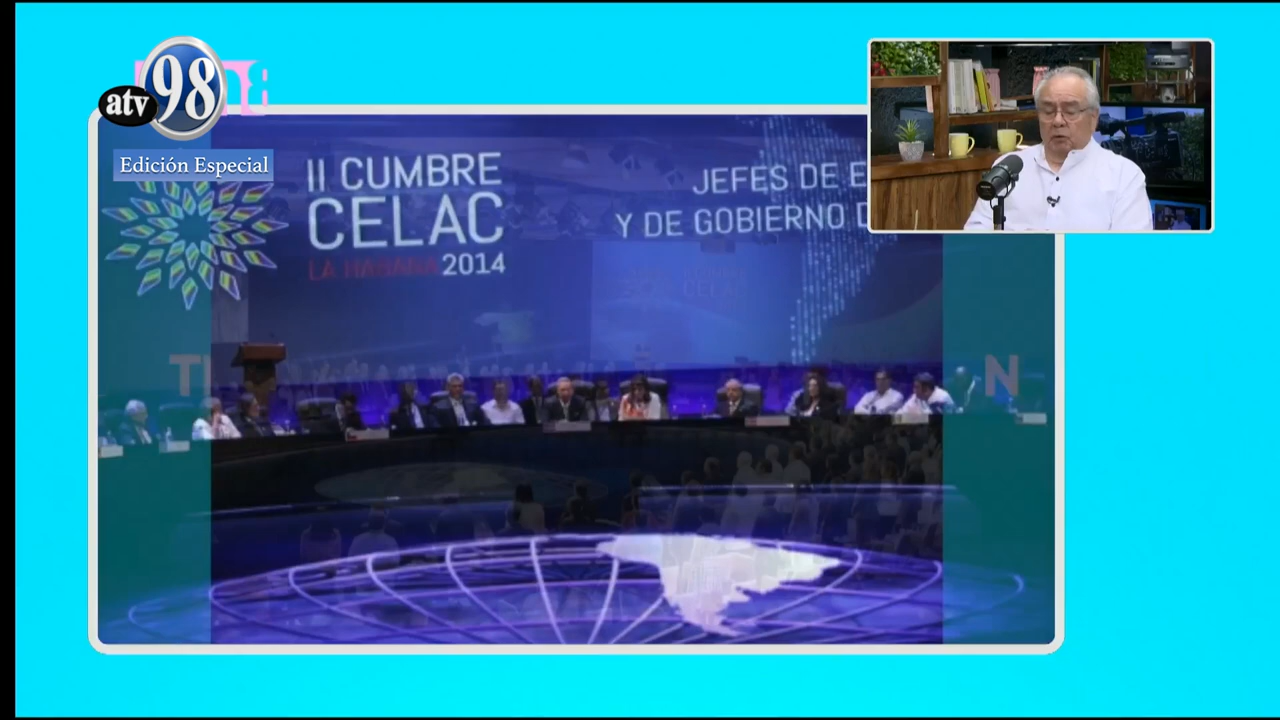 98
atv
Edición Especial
II CUMBRE
CELAC
LA HABANA 2014
JEFES DE E
Y DE GOBIERNO D
N